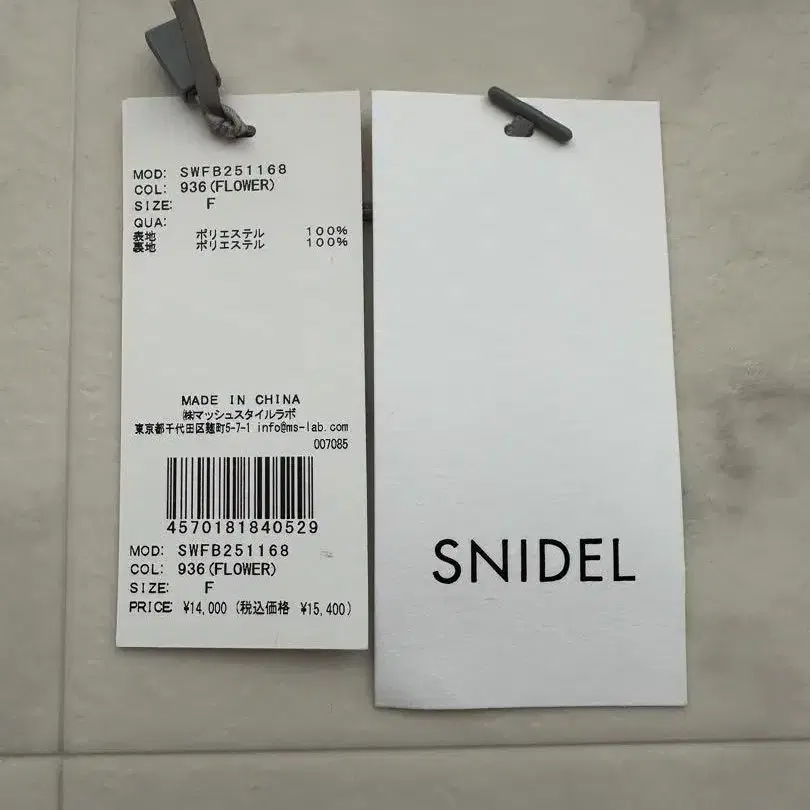 MOD: SWFB251168
COL: 936(FLOWER)
SIZE: F
QUA:
表地 ポリエステル 100%
裏地 ポリエステル 100%
MADE IN CHINA
㈱マッシュスタイルラボ
東京都千代田区麹町5-7-1 info@ms-lab.com
007085
4570181840529
MOD: SWFB251168
COL: 936(FLOWER)
SIZE: F
PRICE ¥14,000 (税込価格 ¥15,400)
SNIDEL